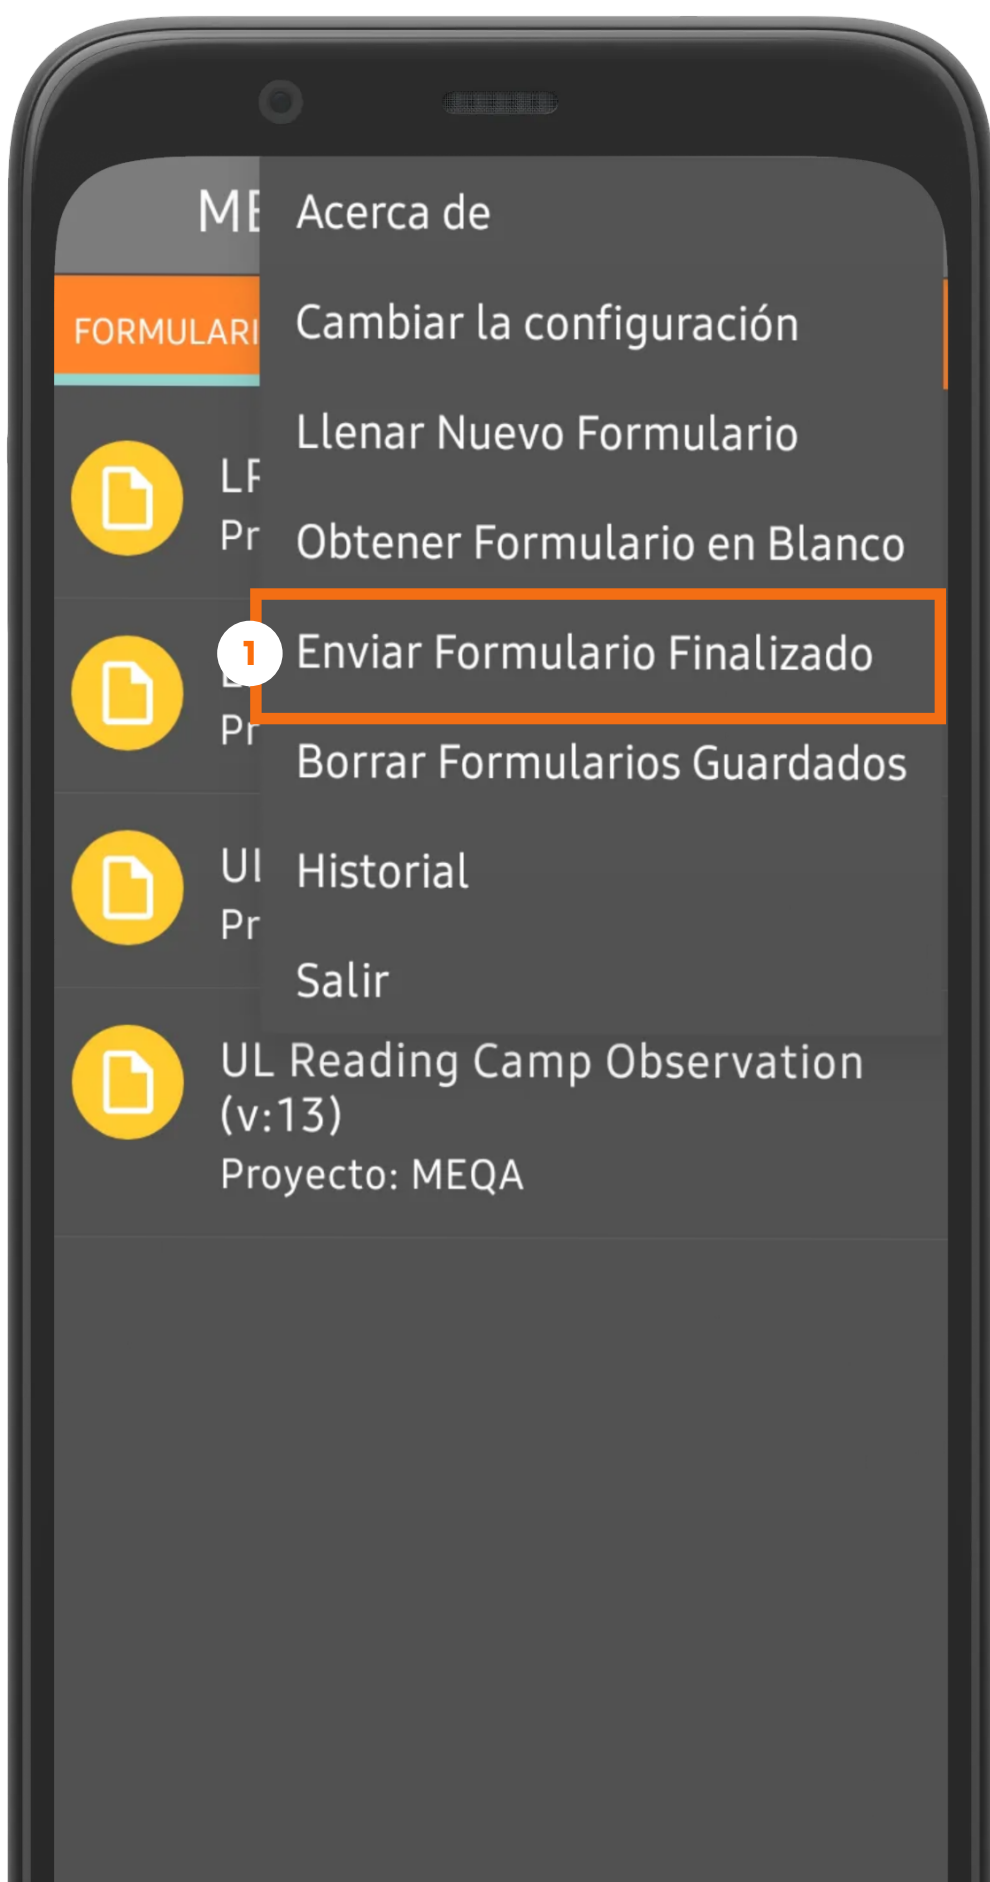 Acerca de
Cambiar la configuración
Llenar Nuevo Formulario
Obtener Formulario en Blanco
1 Enviar Formulario Finalizado
Borrar Formularios Guardados
Historial
Salir
UL Reading Camp Observation
(v:13)
Proyecto: MEQA